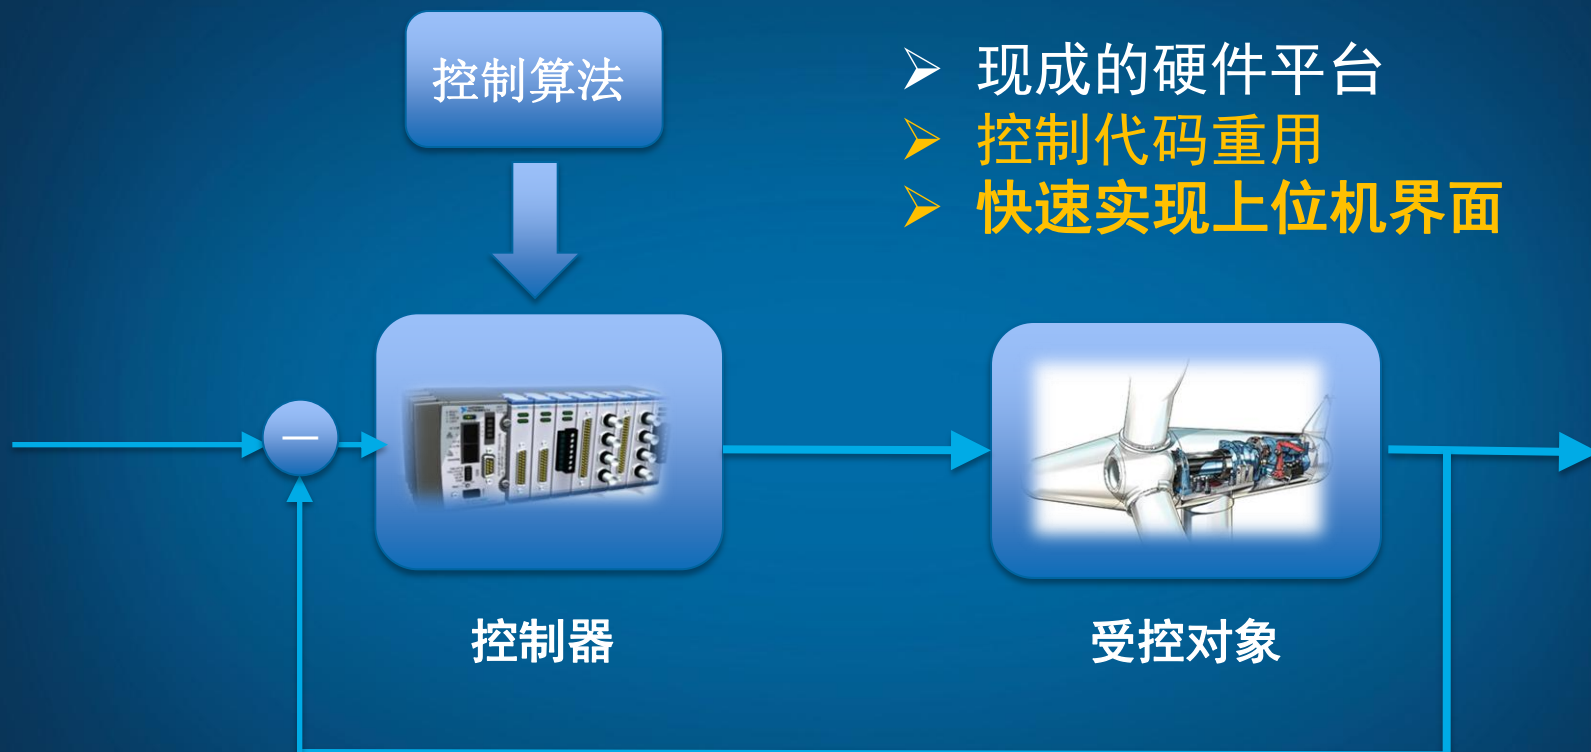 控制算法
现成的硬件平台
控制代码重用
快速实现上位机界面
控制器
受控对象